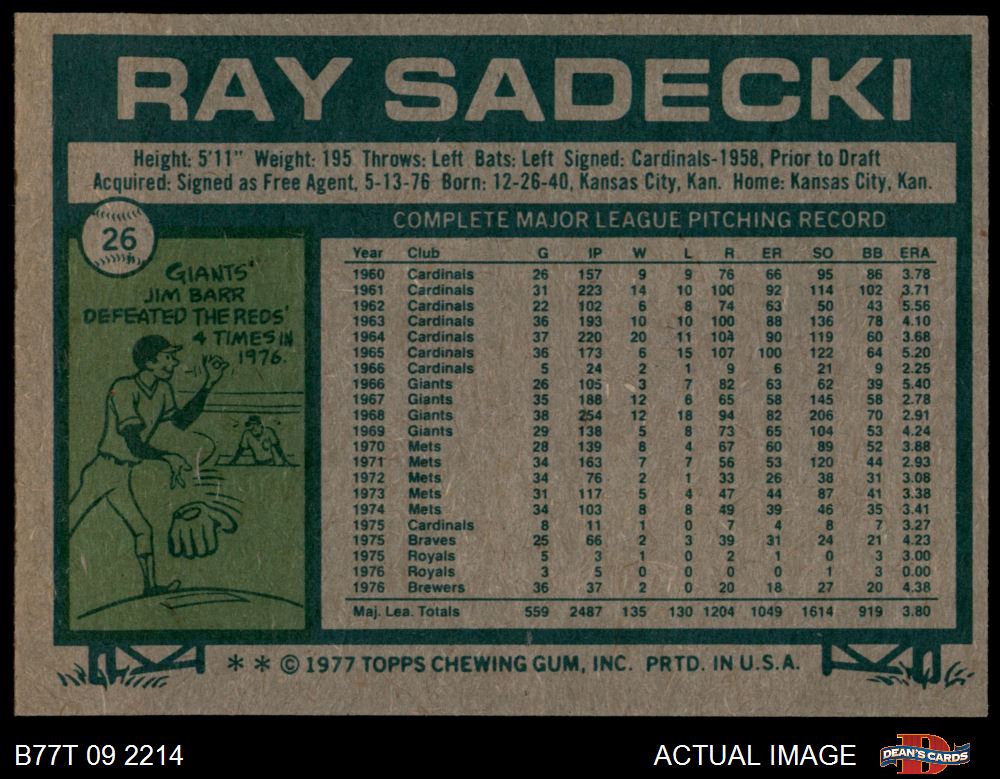 RAY SADECKI
Height: 5'11" Weight: 195 Throws: Left Bats: Left Signed: Cardinals-1958, Prior to Draft
Acquired: Signed as Free Agent, 5-13-76 Born: 12-26-40, Kansas City, Kan. Home: Kansas City, Kan.
26
GIANTS'
JIM BARR
DEFEATED THE REDS'
4 TIMES IN
1976.
COMPLETE MAJOR LEAGUE PITCHING RECORD
Year Club G IP W L R ER SO BB ERA
1960 Cardinals 26 157 9 9 76 66 95 86 3.78
1961 Cardinals 31 223 14 10 100 92 114 102 3.71
1962 Cardinals 22 102 6 8 74 63 50 43 5.56
1963 Cardinals 36 193 10 10 100 88 136 78 4.10
1964 Cardinals 37 220 20 11 104 90 119 60 3.68
1965 Cardinals 36 173 6 15 107 100 122 64 5.20
1966 Cardinals 5 24 2 1 9 6 21 9 2.25
1966 Giants 26 105 3 7 82 63 62 39 5.40
1967 Giants 35 188 12 6 65 58 145 58 2.78
1968 Giants 38 254 12 18 94 82 206 70 2.91
1969 Giants 29 138 5 8 73 65 104 53 4.24
1970 Mets 28 139 8 4 67 60 89 52 3.88
1971 Mets 34 163 7 7 56 53 120 44 2.93
1972 Mets 34 76 2 1 33 26 38 31 3.08
1973 Mets 31 117 5 4 47 44 87 41 3.38
1974 Mets 34 103 8 8 49 39 46 35 3.41
1975 Cardinals 8 11 1 0 7 4 8 7 3.27
1975 Braves 25 66 2 3 39 31 24 21 4.23
1975 Royals 5 3 1 0 2 1 0 3 3.00
1976 Royals 3 5 0 0 0 0 1 3 0.00
1976 Brewers 36 37 2 0 20 18 27 20 4.38
Maj. Lea. Totals 559 2487 135 130 1204 1049 1614 919 3.80
* * © 1977 TOPPS CHEWING GUM, INC. PRTD. IN U.S.A.
B77T 09 2214
ACTUAL IMAGE
DEAN'S CARDS